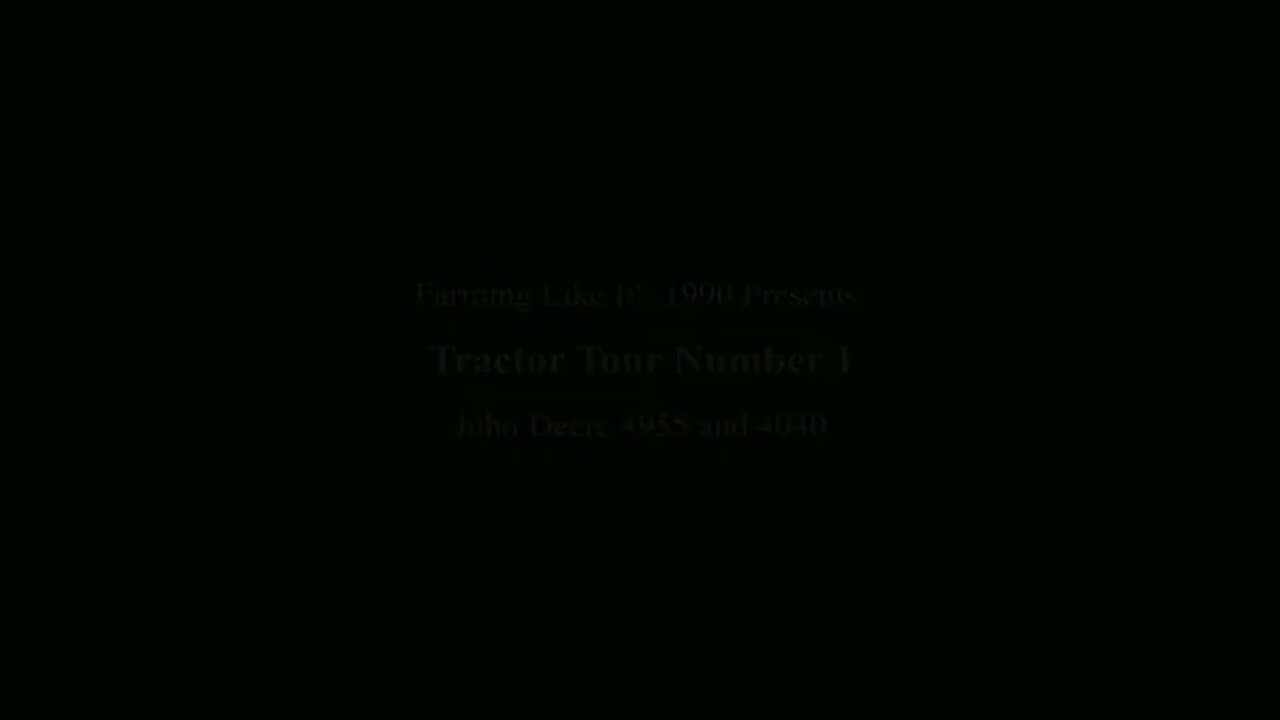 Farming Like It's 1990 Presents
Tractor Tour Number 1
John Deere 4955 and 4040